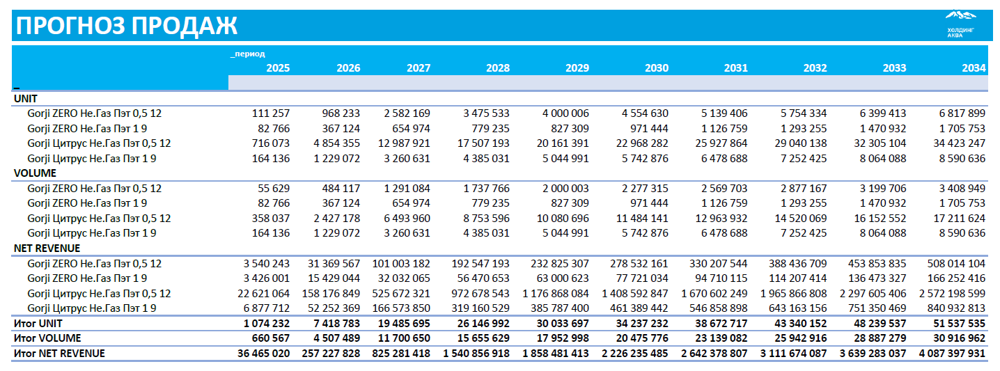 ПРОГНОЗ ПРОДАЖ
ХОЛДИНГ
АКВА
_период
2025 2026 2027 2028 2029 2030 2031 2032 2033 2034
_
UNIT
Gorji ZERO Не.Газ Пэт 0,5 12 111 257 968 233 2 582 169 3 475 533 4 000 006 4 554 630 5 139 406 5 754 334 6 399 413 6 817 899
Gorji ZERO Не.Газ Пэт 1 9 82 766 367 124 654 974 779 235 827 309 971 444 1 126 759 1 293 255 1 470 932 1 705 753
Gorji Цитрус Не.Газ Пэт 0,5 12 716 073 4 854 355 12 987 921 17 507 193 20 161 391 22 968 282 25 927 864 29 040 138 32 305 104 34 423 247
Gorji Цитрус Не.Газ Пэт 1 9 164 136 1 229 072 3 260 631 4 385 031 5 044 991 5 742 876 6 478 688 7 252 425 8 064 088 8 590 636
VOLUME
Gorji ZERO Не.Газ Пэт 0,5 12 55 629 484 117 1 291 084 1 737 766 2 000 003 2 277 315 2 569 703 2 877 167 3 199 706 3 408 949
Gorji ZERO Не.Газ Пэт 1 9 82 766 367 124 654 974 779 235 827 309 971 444 1 126 759 1 293 255 1 470 932 1 705 753
Gorji Цитрус Не.Газ Пэт 0,5 12 358 037 2 427 178 6 493 960 8 753 596 10 080 696 11 484 141 12 963 932 14 520 069 16 152 552 17 211 624
Gorji Цитрус Не.Газ Пэт 1 9 164 136 1 229 072 3 260 631 4 385 031 5 044 991 5 742 876 6 478 688 7 252 425 8 064 088 8 590 636
NET REVENUE
Gorji ZERO Не.Газ Пэт 0,5 12 3 540 243 31 369 567 101 003 182 192 547 193 232 825 307 278 532 161 330 207 544 388 436 709 453 853 835 508 014 104
Gorji ZERO Не.Газ Пэт 1 9 3 426 001 15 429 044 32 032 065 56 470 653 63 000 623 77 721 034 94 710 115 114 207 414 136 473 327 166 252 416
Gorji Цитрус Не.Газ Пэт 0,5 12 22 621 064 158 176 849 525 672 321 972 678 543 1 176 868 084 1 408 592 847 1 670 602 249 1 965 866 808 2 297 605 406 2 572 198 599
Gorji Цитрус Не.Газ Пэт 1 9 6 877 712 52 252 369 166 573 850 319 160 529 385 787 400 461 389 442 546 858 898 643 163 156 751 350 469 840 932 813
Итог UNIT 1 074 232 7 418 783 19 485 695 26 146 992 30 033 697 34 237 232 38 672 717 43 340 152 48 239 537 51 537 535
Итог VOLUME 660 567 4 507 489 11 700 650 15 655 629 17 952 998 20 475 776 23 139 082 25 942 916 28 887 279 30 916 962
Итог NET REVENUE 36 465 020 257 227 828 825 281 418 1 540 856 918 1 858 481 413 2 226 235 485 2 642 378 807 3 111 674 087 3 639 283 037 4 087 397 931